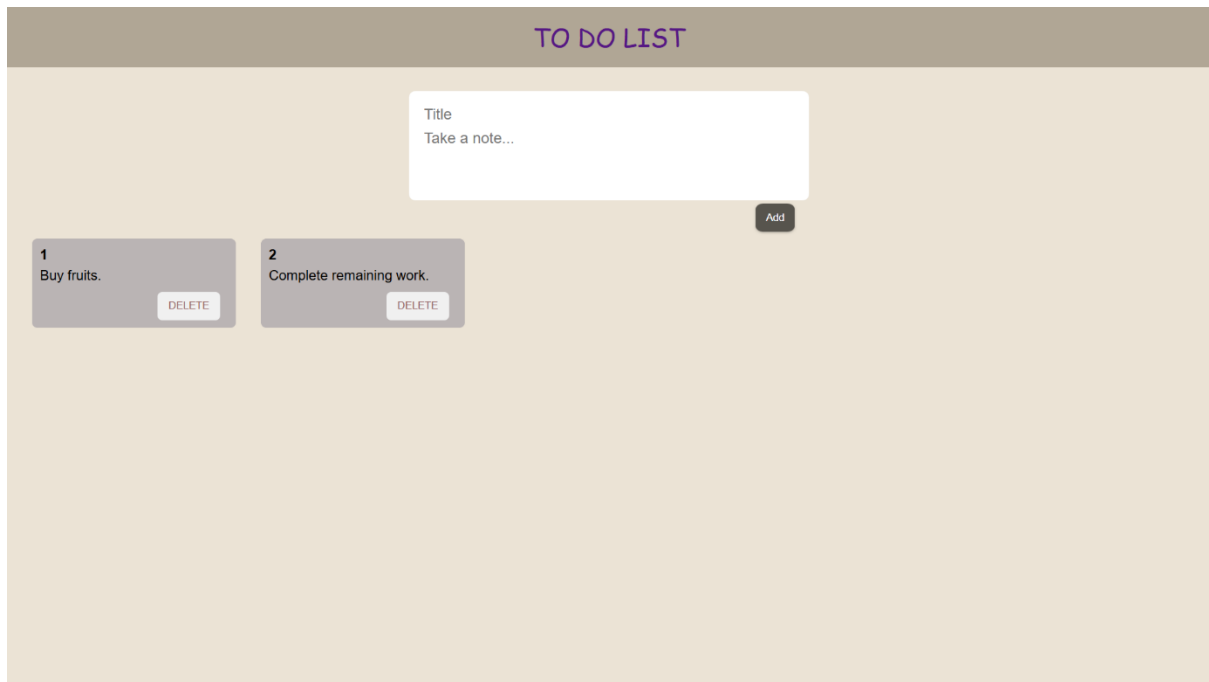 TO DO LIST
Title
Take a note...
Add
1
Buy fruits.
DELETE
2
Complete remaining work.
DELETE